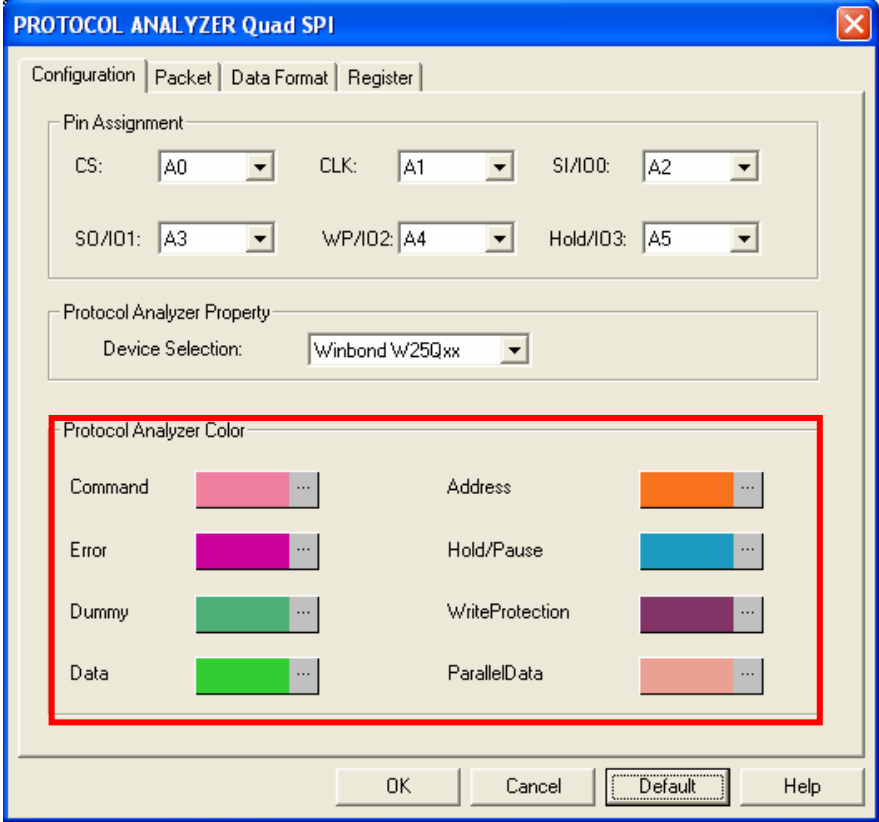 PROTOCOL ANALYZER Quad SPI
Configuration Packet Data Format Register
Pin Assignment
CS: A0 CLK: A1 SI/IO0: A2
SO/IO1: A3 WP/IO2: A4 Hold/IO3: A5
Protocol Analyzer Property
Device Selection: Winbond W25Qxx
Protocol Analyzer Color
Command ... Address ...
Error ... Hold/Pause ...
Dummy ... WriteProtection ...
Data ... ParallelData ...
OK Cancel Default Help